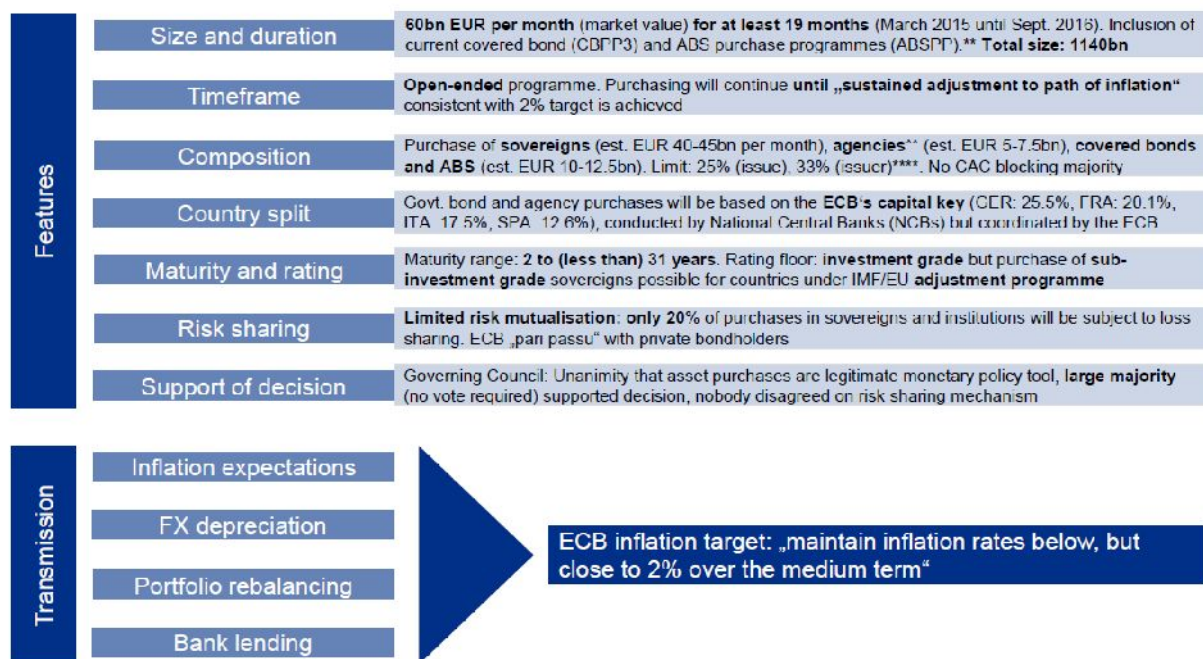 Features
Size and duration
60bn EUR per month (market value) for at least 19 months (March 2015 until Sept. 2016). Inclusion of
current covered bond (CBPP3) and ABS purchase programmes (ABSPP).** Total size: 1140bn
Timeframe
Open-ended programme. Purchasing will continue until „sustained adjustment to path of inflation“
consistent with 2% target is achieved
Composition
Purchase of sovereigns (est. EUR 40-45bn per month), agencies** (est. EUR 5-7.5bn), covered bonds
and ABS (est. EUR 10-12.5bn). Limit: 25% (issue), 33% (issuer)****. No CAC blocking majority
Country split
Govt. bond and agency purchases will be based on the ECB's capital key (GER: 25.5%, FRA: 20.1%,
ITA 17.5%, SPA 12.6%), conducted by National Central Banks (NCBs) but coordinated by the ECB
Maturity and rating
Maturity range: 2 to (less than) 31 years. Rating floor: investment grade but purchase of sub-
investment grade sovereigns possible for countries under IMF/EU adjustment programme
Risk sharing
Limited risk mutualisation: only 20% of purchases in sovereigns and institutions will be subject to loss
sharing. ECB „pari passu“ with private bondholders
Support of decision
Governing Council: Unanimity that asset purchases are legitimate monetary policy tool, large majority
(no vote required) supported decision, nobody disagreed on risk sharing mechanism
Transmission
Inflation expectations
FX depreciation
Portfolio rebalancing
Bank lending
ECB inflation target: „maintain inflation rates below, but
close to 2% over the medium term“